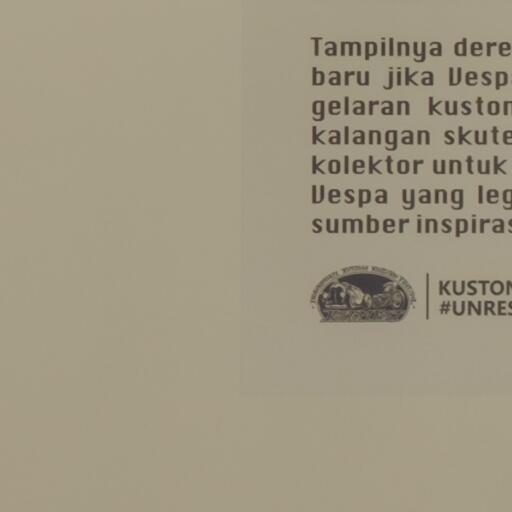 Tampilnya dere
baru jika Vespa
gelaran kuston
kalangan skute
kolektor untuk
Vespa yang leg
sumber inspiras
KUSTON
#UNRES